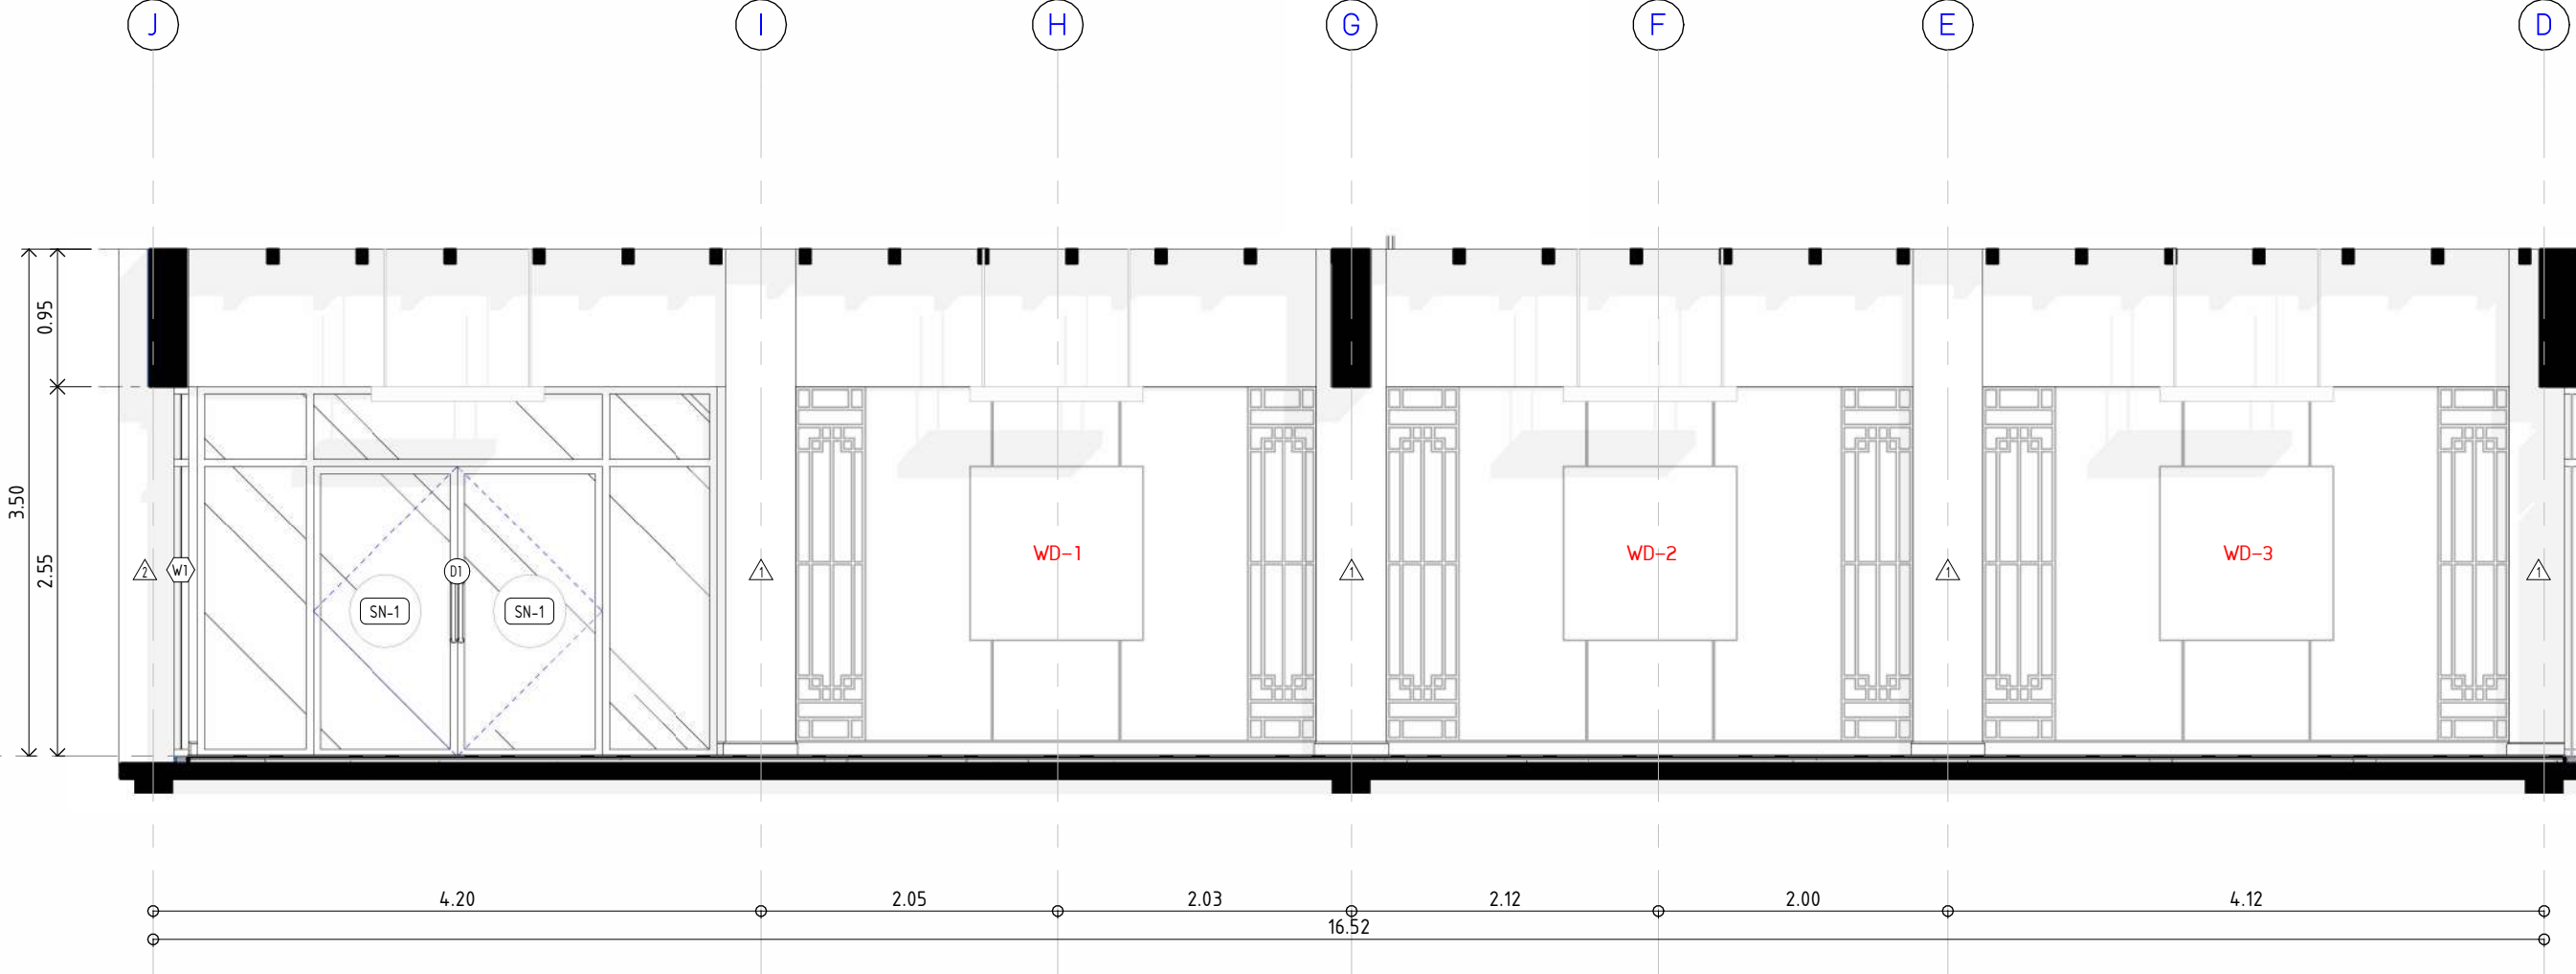 J I H G F E D
0.95
3.50
2.55
WD-1 WD-2 WD-3
2 W1 D1 1 1 1 1
SN-1 SN-1
4.20 2.05 2.03 2.12 2.00 4.12
16.52